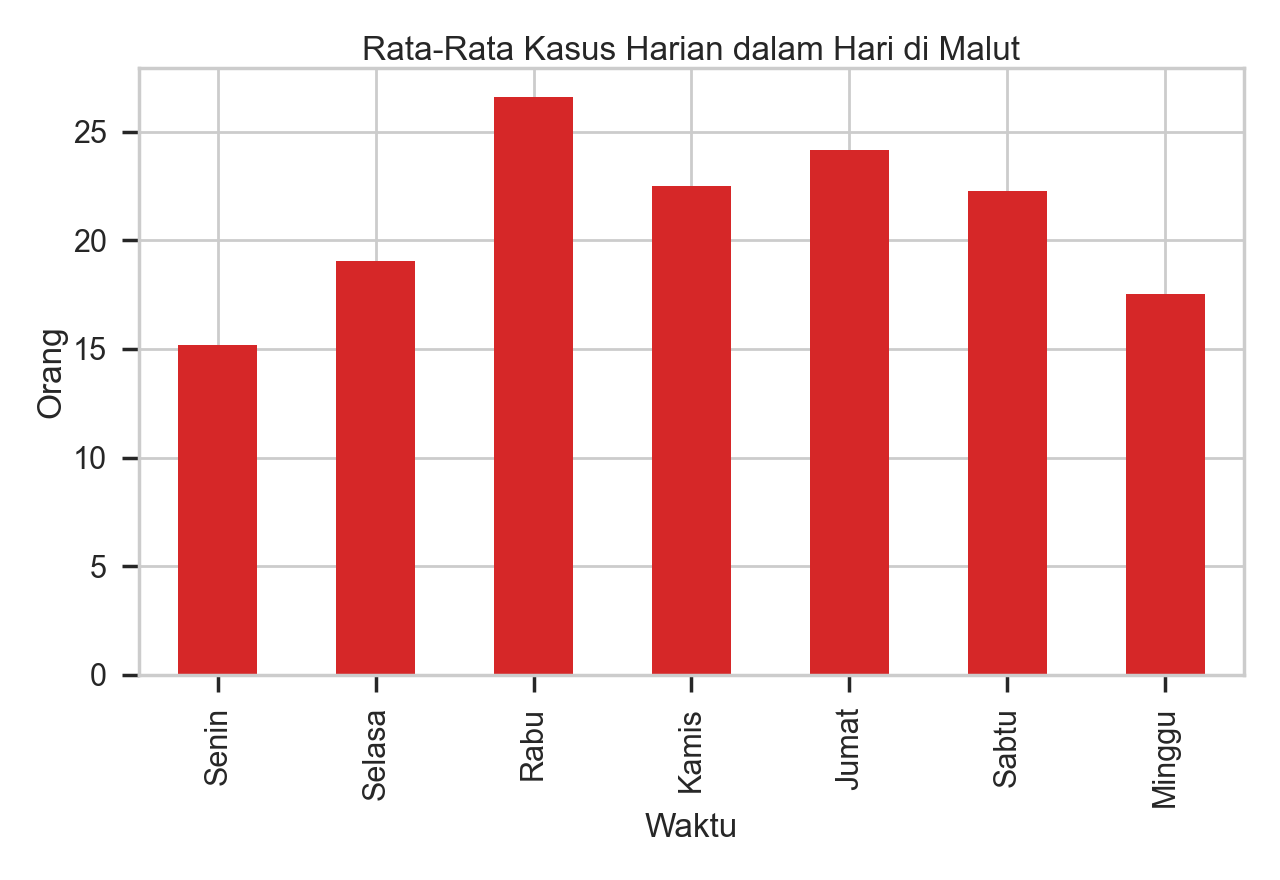 Rata-Rata Kasus Harian dalam Hari di Malut
25
20
15
10
5
0
Orang
Senin
Selasa
Rabu
Kamis
Jumat
Sabtu
Minggu
Waktu